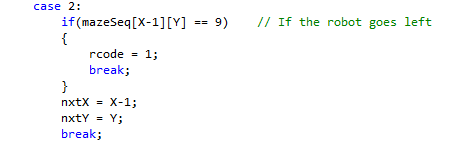 case 2:
if(mazeSeq[X-1][Y] == 9) // If the robot goes left
{
rcode = 1;
break;
}
nxtX = X-1;
nxtY = Y;
break;